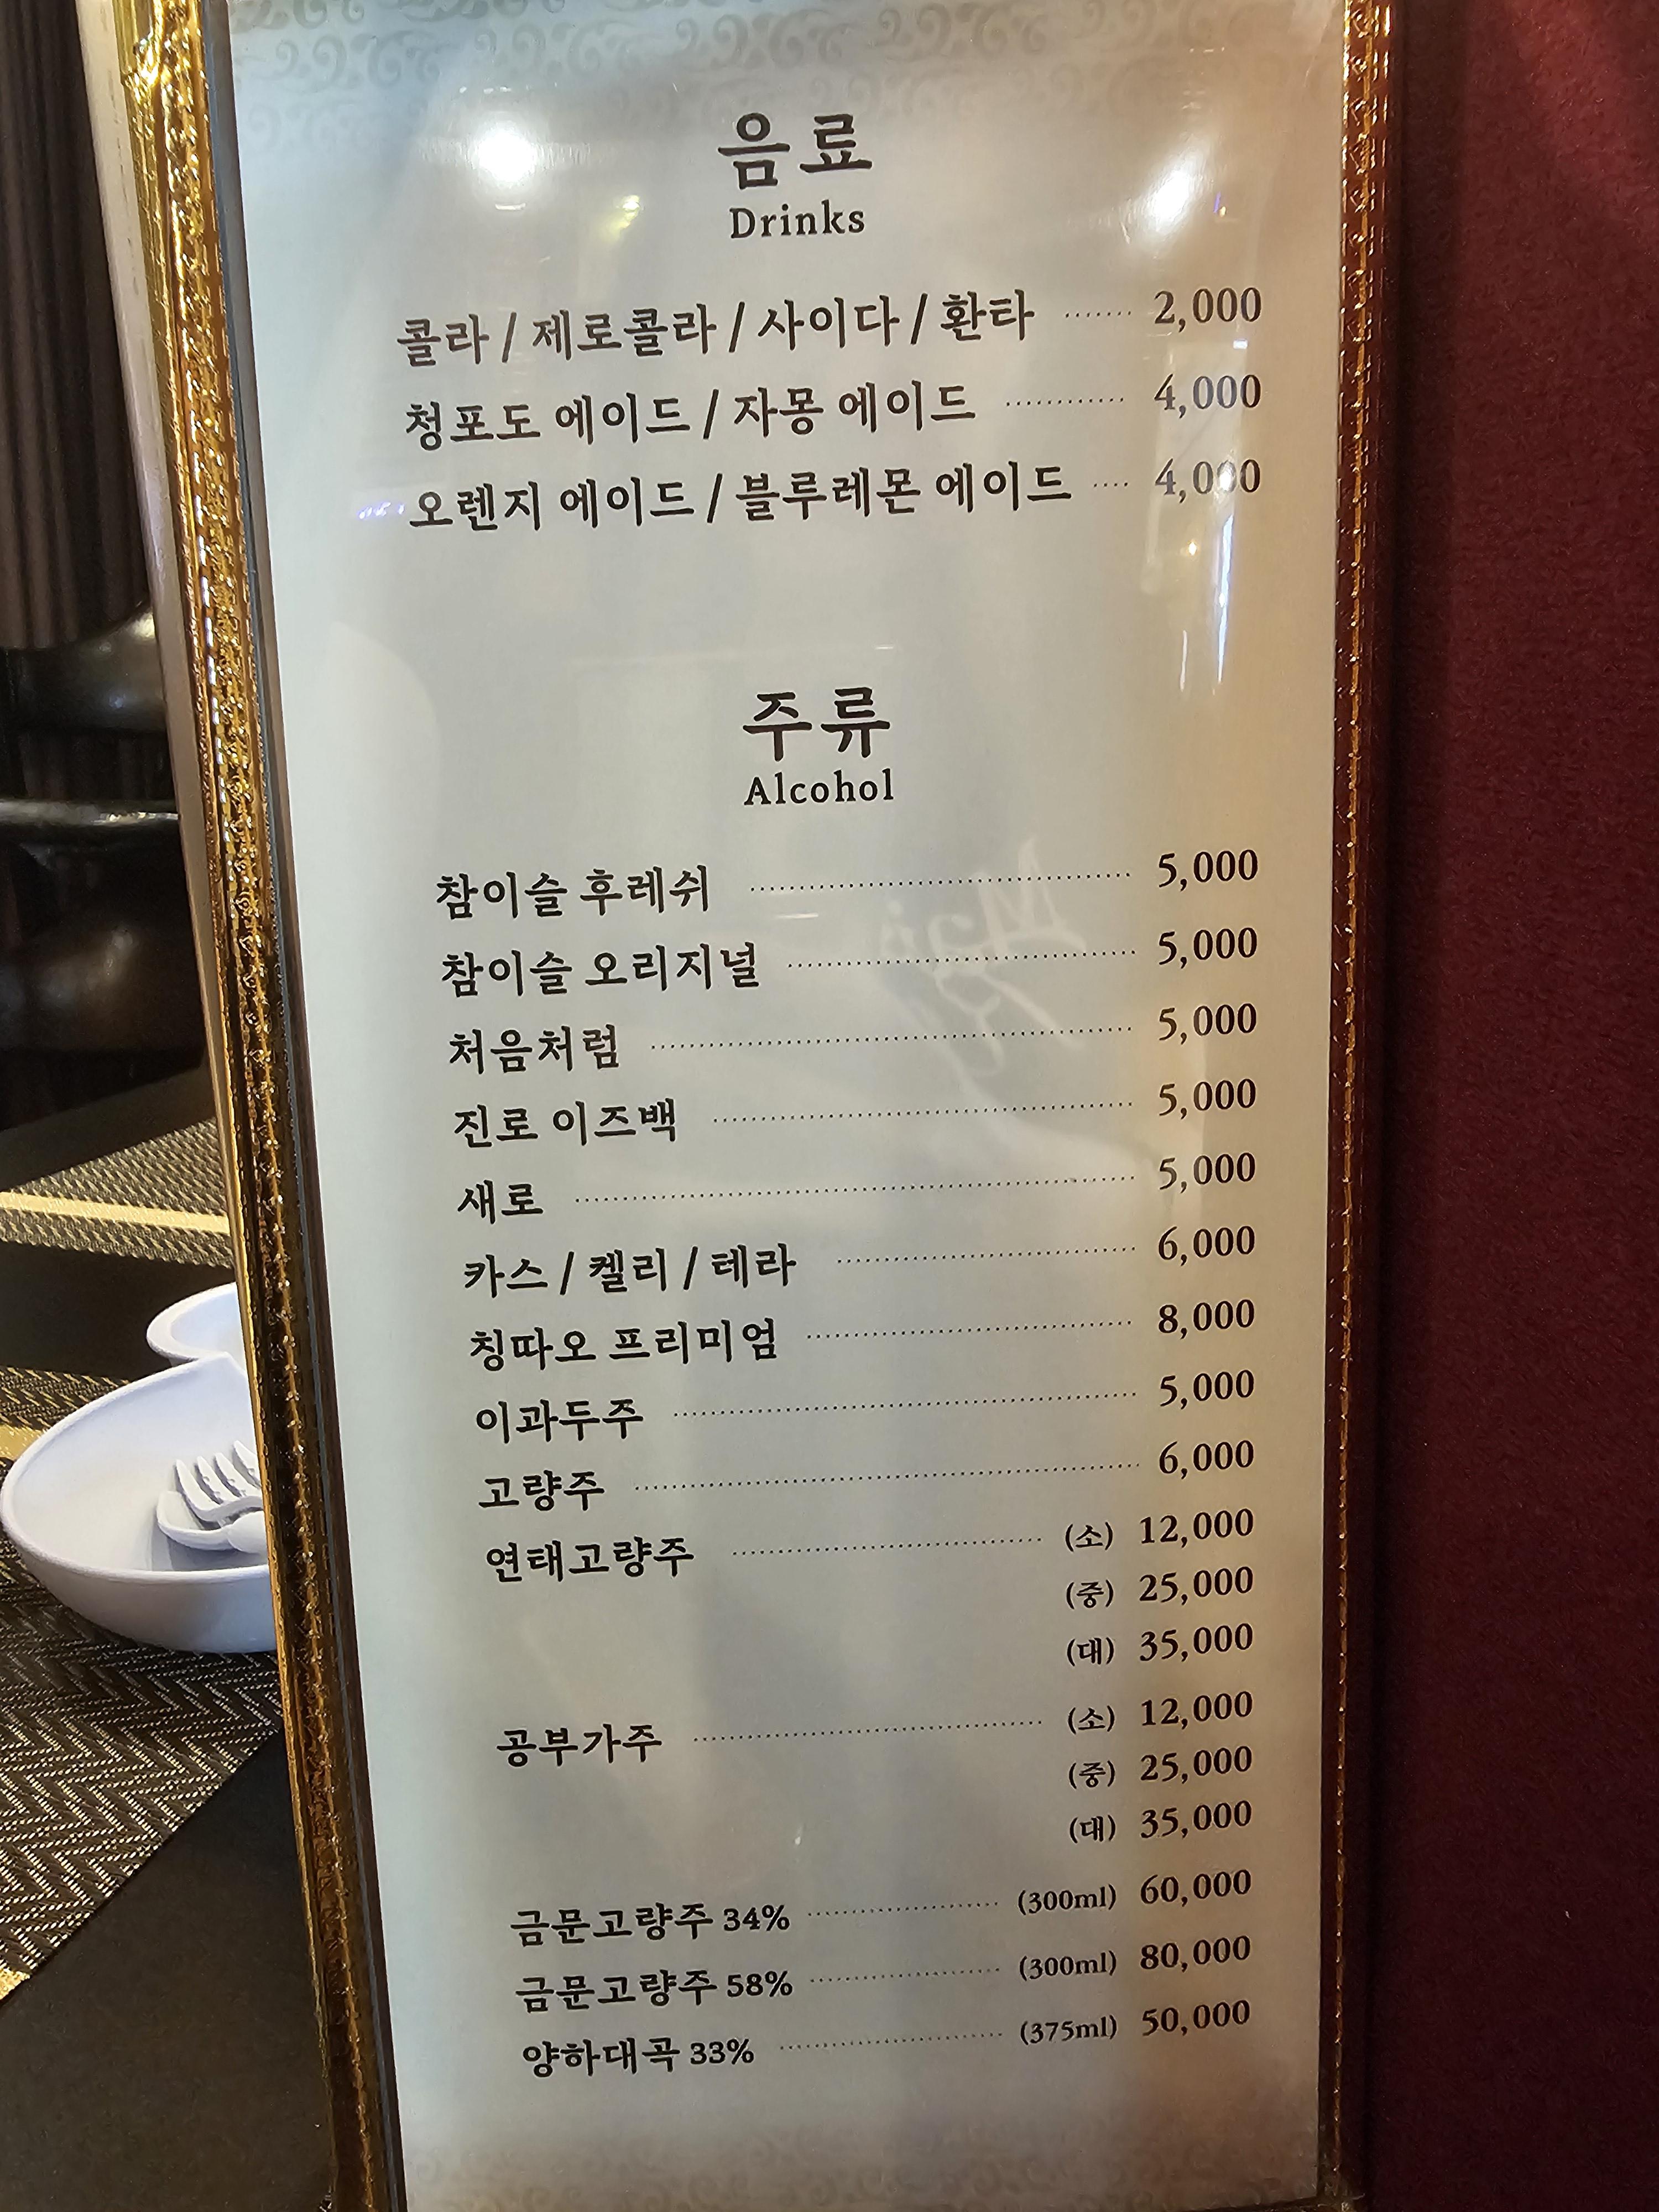 음료
Drinks
콜라 / 제로콜라 / 사이다 / 환타 ······· 2,000
청포도 에이드 / 자몽 에이드 ············ 4,000
오렌지 에이드 / 블루레몬 에이드 ···· 4,000
주류
Alcohol
참이슬 후레쉬 ········ 5,000
참이슬 오리지널 ········ 5,000
처음처럼 ········ 5,000
진로 이즈백 ········ 5,000
새로 ········ 5,000
카스 / 켈리 / 테라 ········ 6,000
칭따오 프리미엄 ········ 8,000
이과두주 ········ 5,000
고량주 ········ 6,000
연태고량주 ········ (소) 12,000
(중) 25,000
(대) 35,000
공부가주 ········ (소) 12,000
(중) 25,000
(대) 35,000
금문고량주 34% ········ (300ml) 60,000
금문고량주 58% ········ (300ml) 80,000
양하대곡 33% ········ (375ml) 50,000